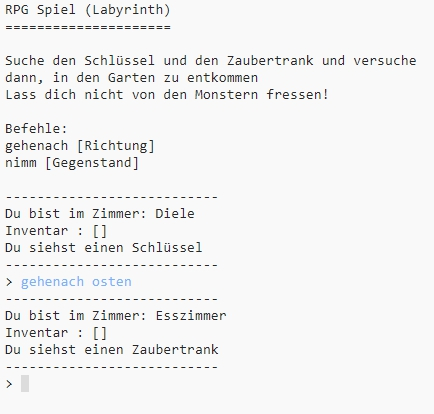 RPG Spiel (Labyrinth)
=====================
Suche den Schlüssel und den Zaubertrank und versuche
dann, in den Garten zu entkommen
Lass dich nicht von den Monstern fressen!
Befehle:
gehenach [Richtung]
nimm [Gegenstand]
---------------------------
Du bist im Zimmer: Diele
Inventar : []
Du siehst einen Schlüssel
---------------------------
> gehenach osten
---------------------------
Du bist im Zimmer: Esszimmer
Inventar : []
Du siehst einen Zaubertrank
---------------------------
>